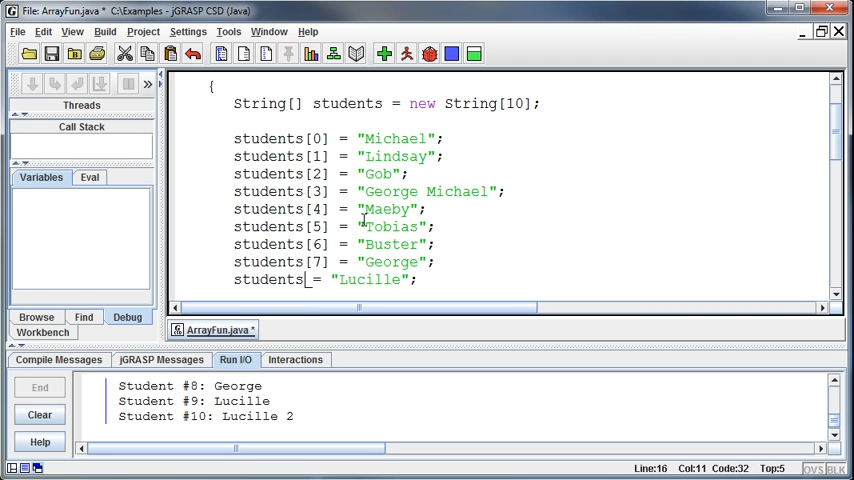 File: ArrayFun.java * C:\Examples - jGRASP CSD (Java)
File Edit View Build Project Settings Tools Window Help
Threads
Call Stack
Variables Eval
Browse Find Debug
Workbench
{
String[] students = new String[10];
students[0] = "Michael";
students[1] = "Lindsay";
students[2] = "Gob";
students[3] = "George Michael";
students[4] = "Maeby";
students[5] = "Tobias";
students[6] = "Buster";
students[7] = "George";
students = "Lucille";
ArrayFun.java *
Compile Messages jGRASP Messages Run I/O Interactions
End
Clear
Help
Student #8: George
Student #9: Lucille
Student #10: Lucille 2
Line:16 Col:11 Code:32 Top:5 OVS BLK